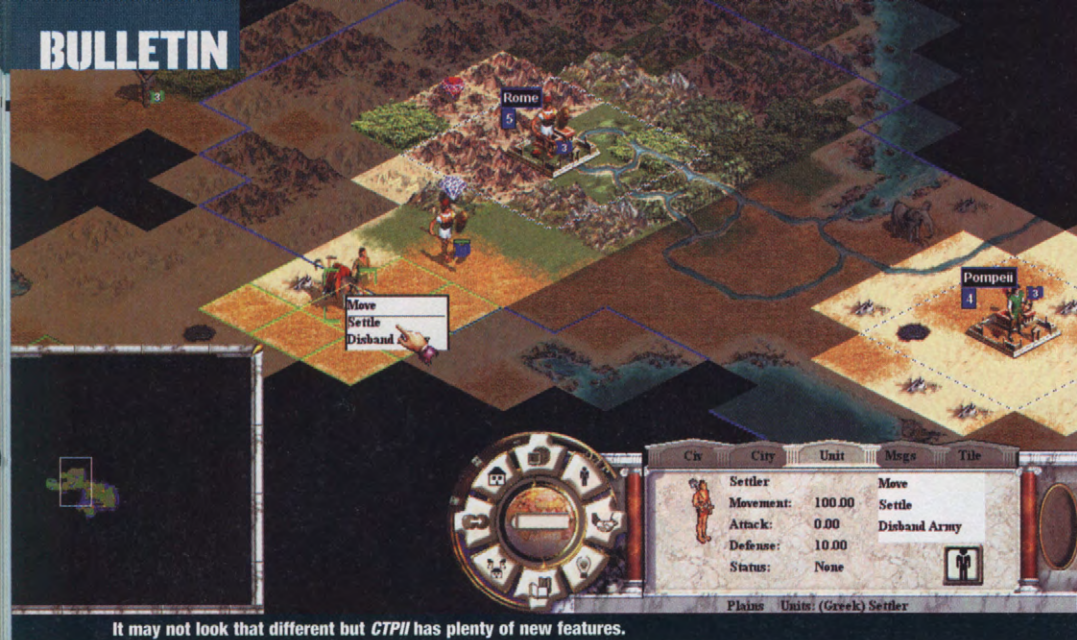 BULLETIN
3
Rome
5
3
Move
Settle
Disband
Pompeii
4
3
Civ City Unit Msgs Tile
Settler
Movement: 100.00
Attack: 0.00
Defense: 10.00
Status: None
Move
Settle
Disband Army
Plains Units: (Greek) Settler
It may not look that different but CTPII has plenty of new features.